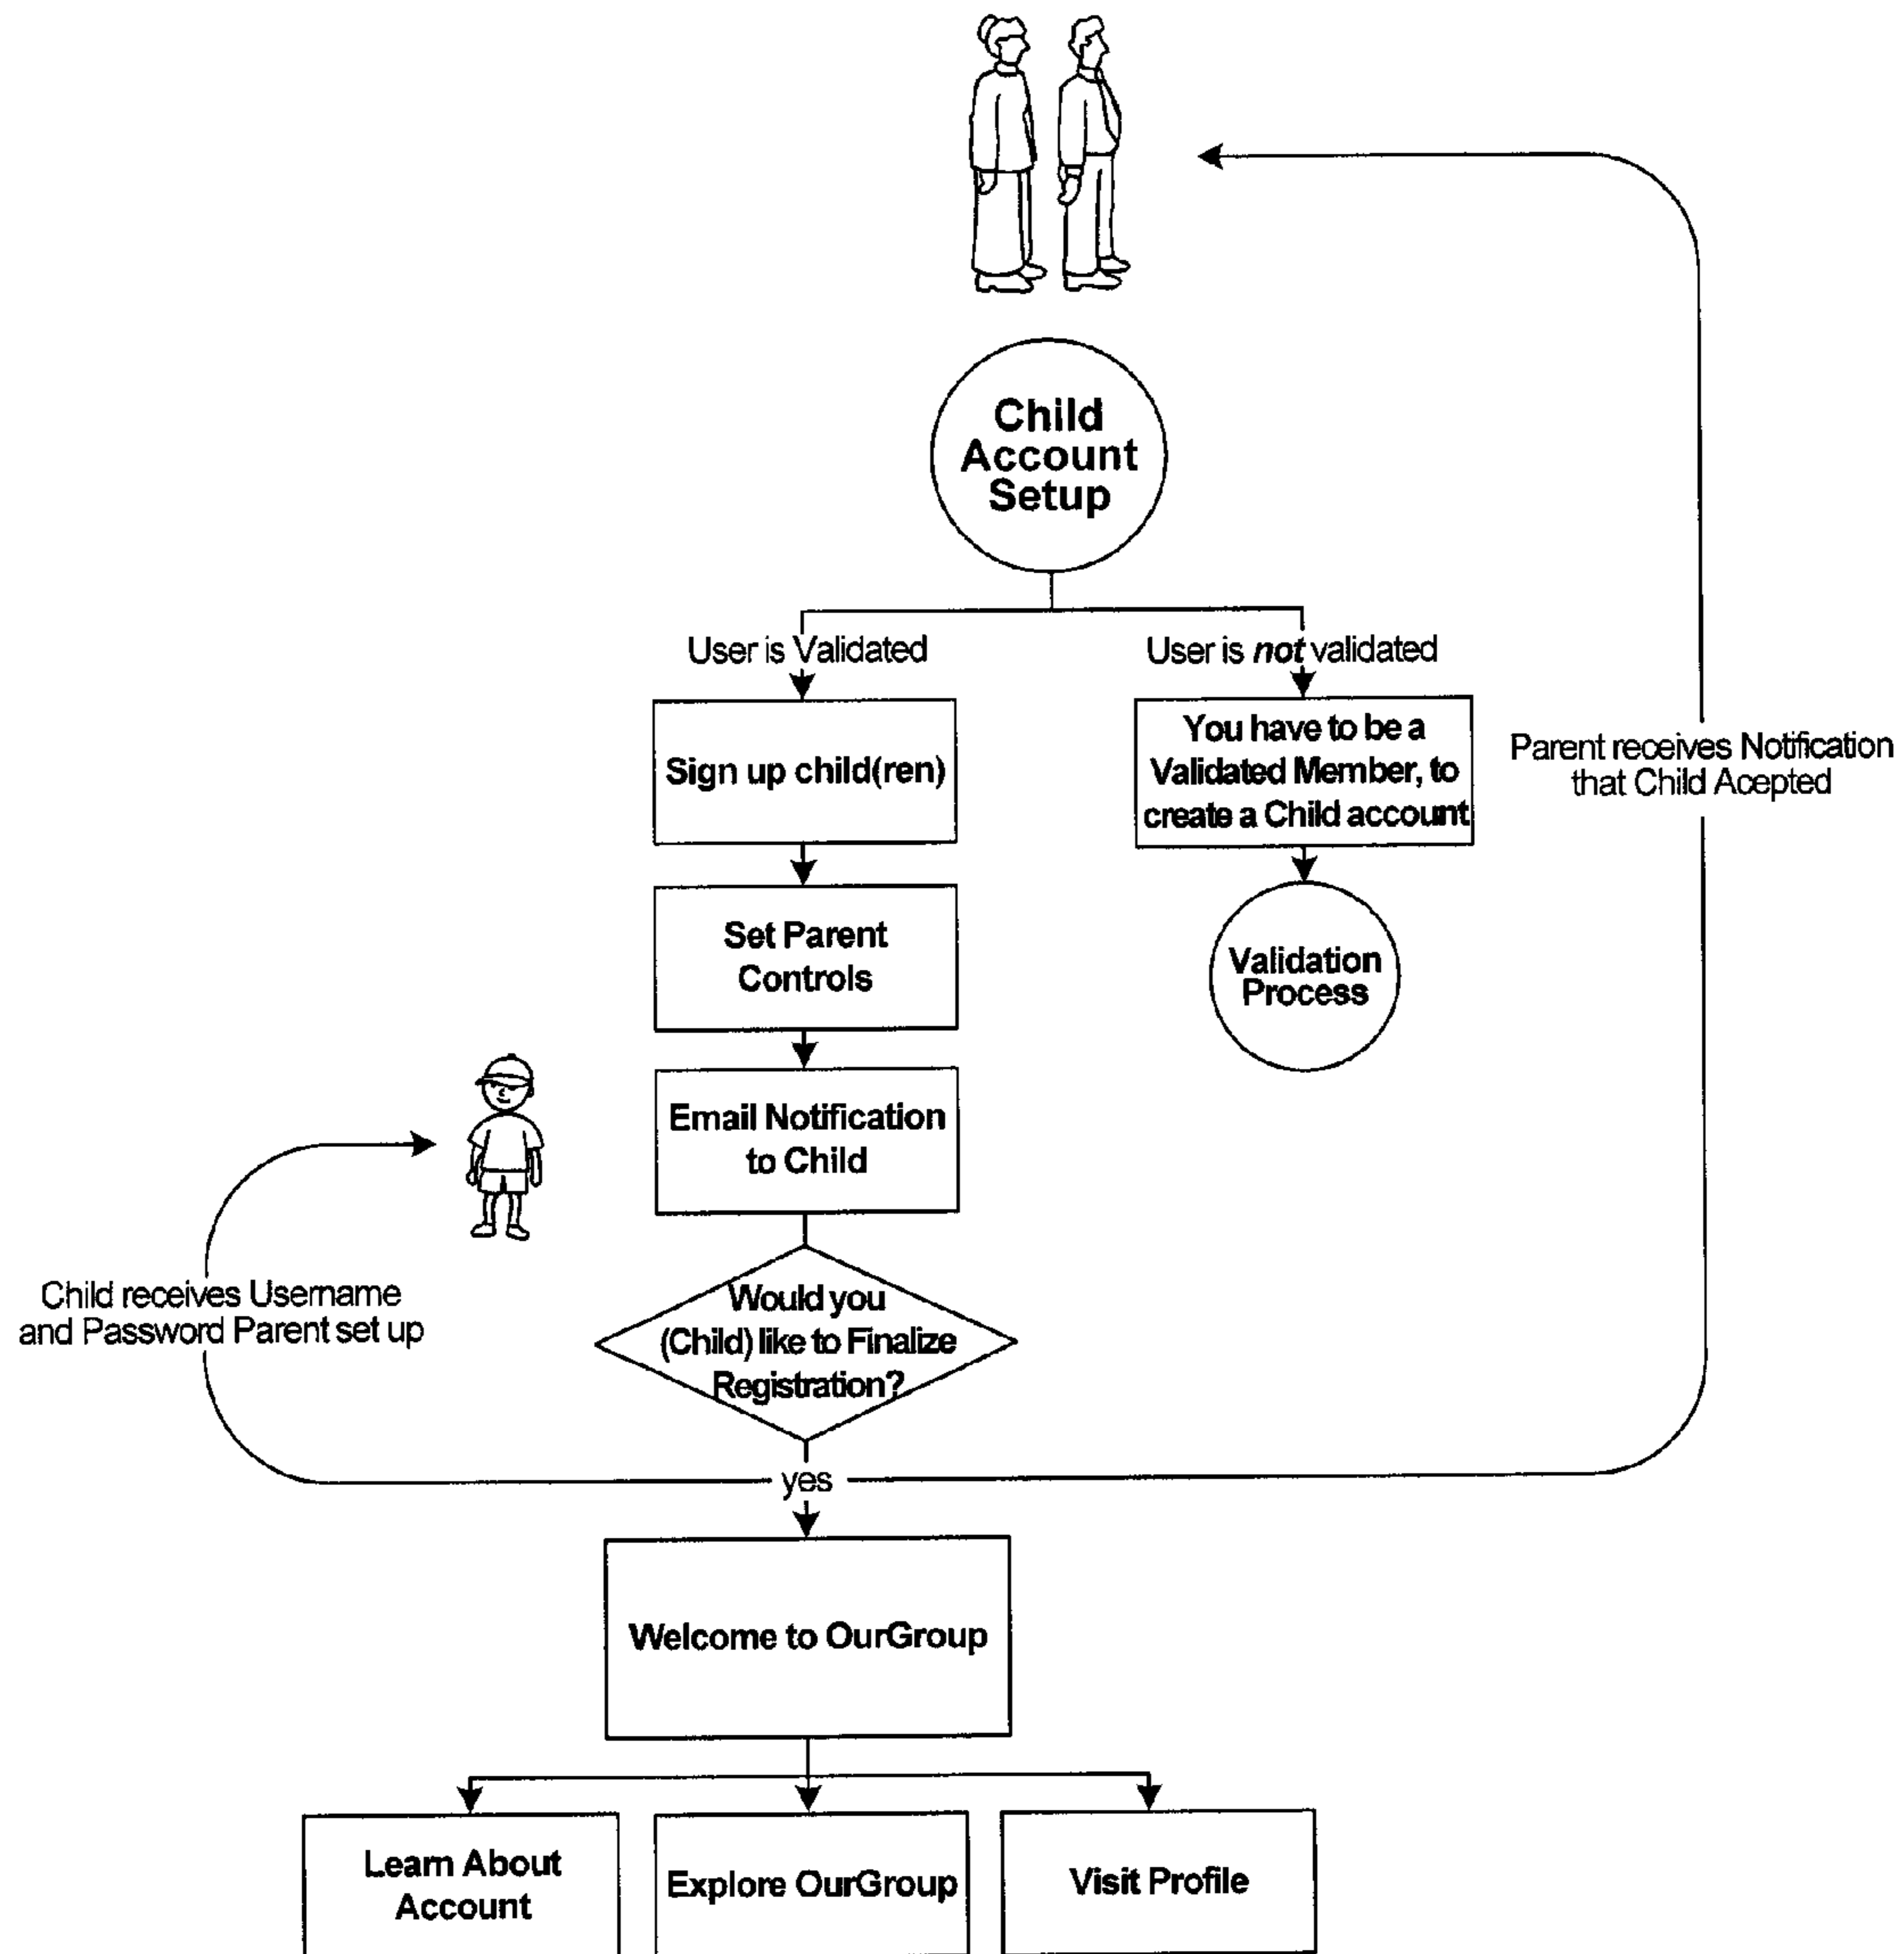 Child
Account
Setup
User is Validated
User is not validated
Sign up child(ren)
You have to be a
Validated Member, to
create a Child account
Parent receives Notification
that Child Acepted
Set Parent
Controls
Validation
Process
Email Notification
to Child
Child receives Username
and Password Parent set up
Would you
(Child) like to Finalize
Registration?
yes
Welcome to OurGroup
Learn About
Account
Explore OurGroup
Visit Profile